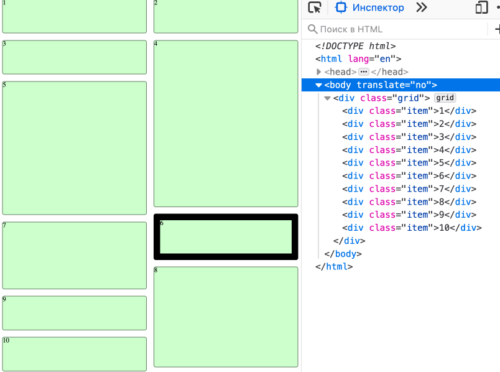 1
2
3
4
5
6
7
8
9
10
Инспектор
Поиск в HTML
<!DOCTYPE html>
<html lang="en">
<head> ... </head>
<body translate="no">
<div class="grid"> grid
<div class="item">1</div>
<div class="item">2</div>
<div class="item">3</div>
<div class="item">4</div>
<div class="item">5</div>
<div class="item">6</div>
<div class="item">7</div>
<div class="item">8</div>
<div class="item">9</div>
<div class="item">10</div>
</div>
</body>
</html>